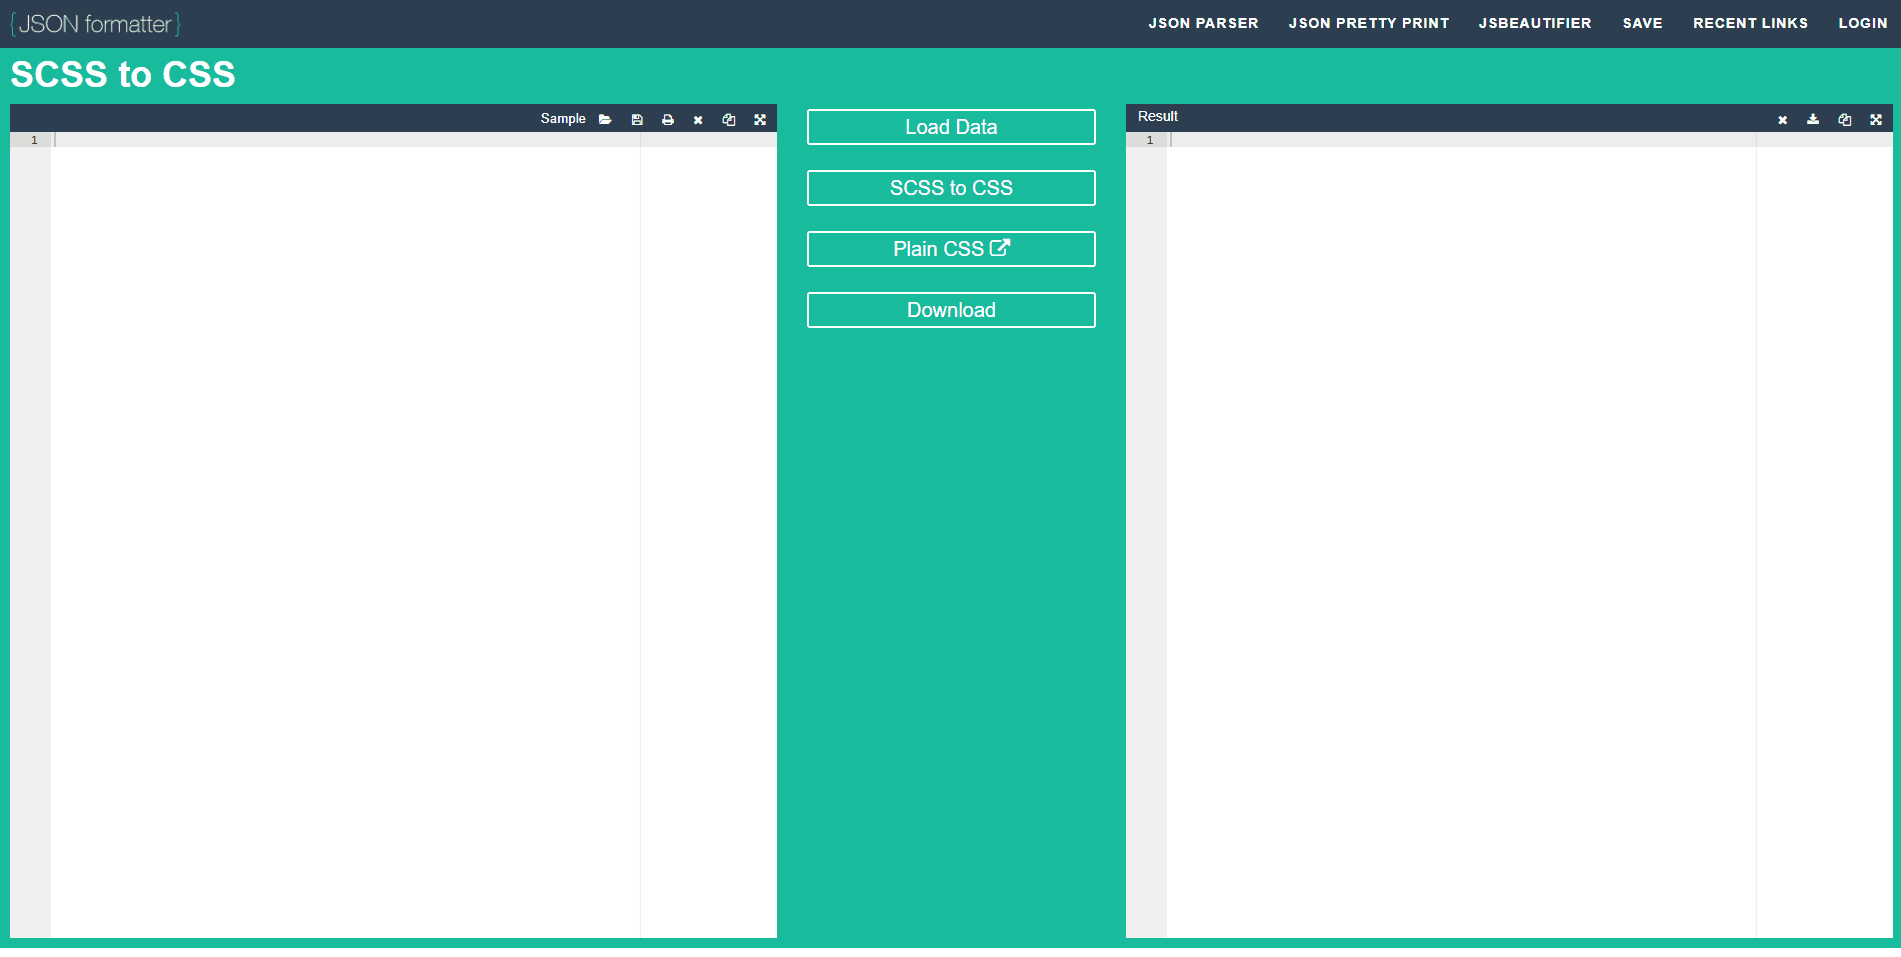 {JSON formatter}
JSON PARSER JSON PRETTY PRINT JSBEAUTIFIER SAVE RECENT LINKS LOGIN
SCSS to CSS
Sample
1
Load Data
SCSS to CSS
Plain CSS
Download
Result
1